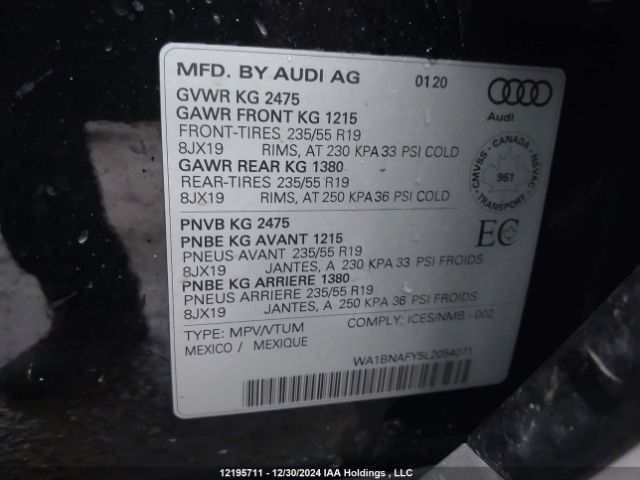 MFD. BY AUDI AG 0120
Audi
GVWR KG 2475
GAWR FRONT KG 1215
FRONT-TIRES 235/55 R19
8JX19 RIMS, AT 230 KPA 33 PSI COLD
GAWR REAR KG 1380
REAR-TIRES 235/55 R19
8JX19 RIMS, AT 250 KPA 36 PSI COLD
CMVSS - CANADA - NSVAC
961
TRANSPORT
PNVB KG 2475
PNBE KG AVANT 1215
PNEUS AVANT 235/55 R19
8JX19 JANTES, A 230 KPA 33 PSI FROIDS
PNBE KG ARRIERE 1380
PNEUS ARRIERE 235/55 R19
8JX19 JANTES, A 250 KPA 36 PSI FROIDS
EC
TYPE: MPV/VTUM COMPLY: ICES/NMB - 002
MEXICO / MEXIQUE
WA1BNAFY5L2054071
12195711 - 12/30/2024 IAA Holdings , LLC